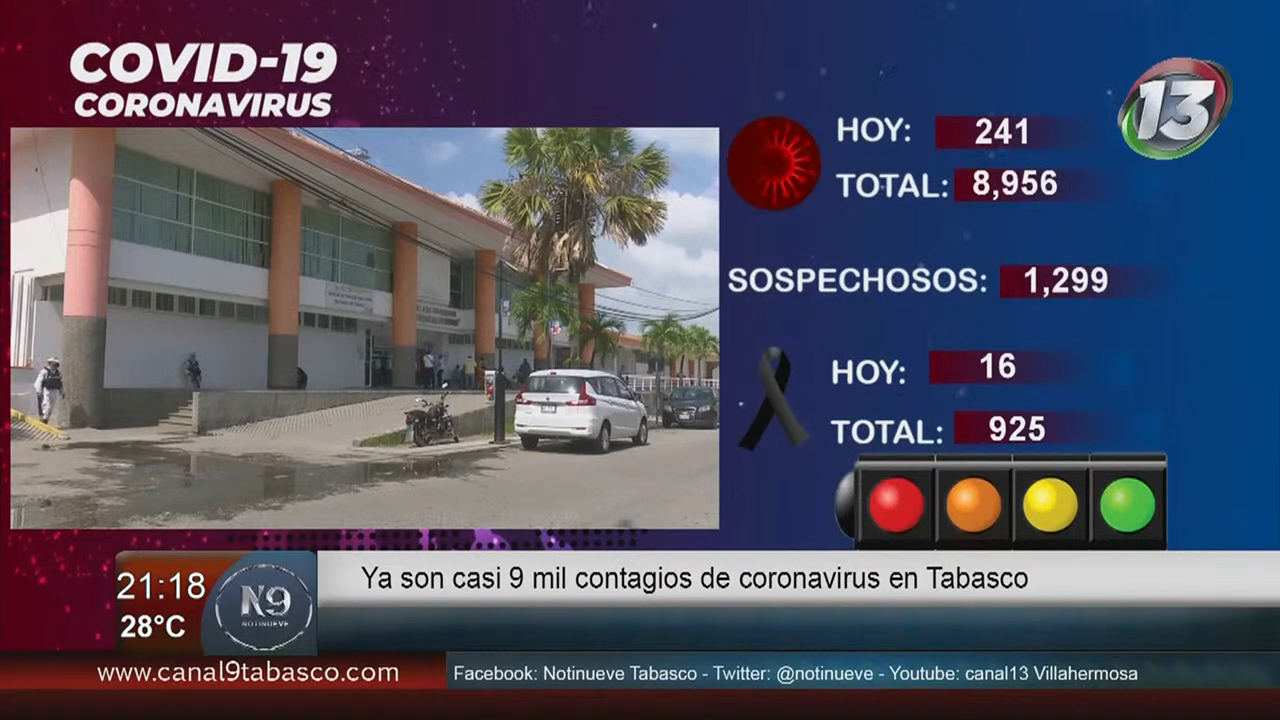 COVID-19
CORONAVIRUS
13
HOY: 241
TOTAL: 8,956
SOSPECHOSOS: 1,299
HOY: 16
TOTAL: 925
21:18
28°C
N9
NOTINUEVE
Ya son casi 9 mil contagios de coronavirus en Tabasco
www.canal9tabasco.com
Facebook: Notinueve Tabasco - Twitter: @notinueve - Youtube: canal13 Villahermosa